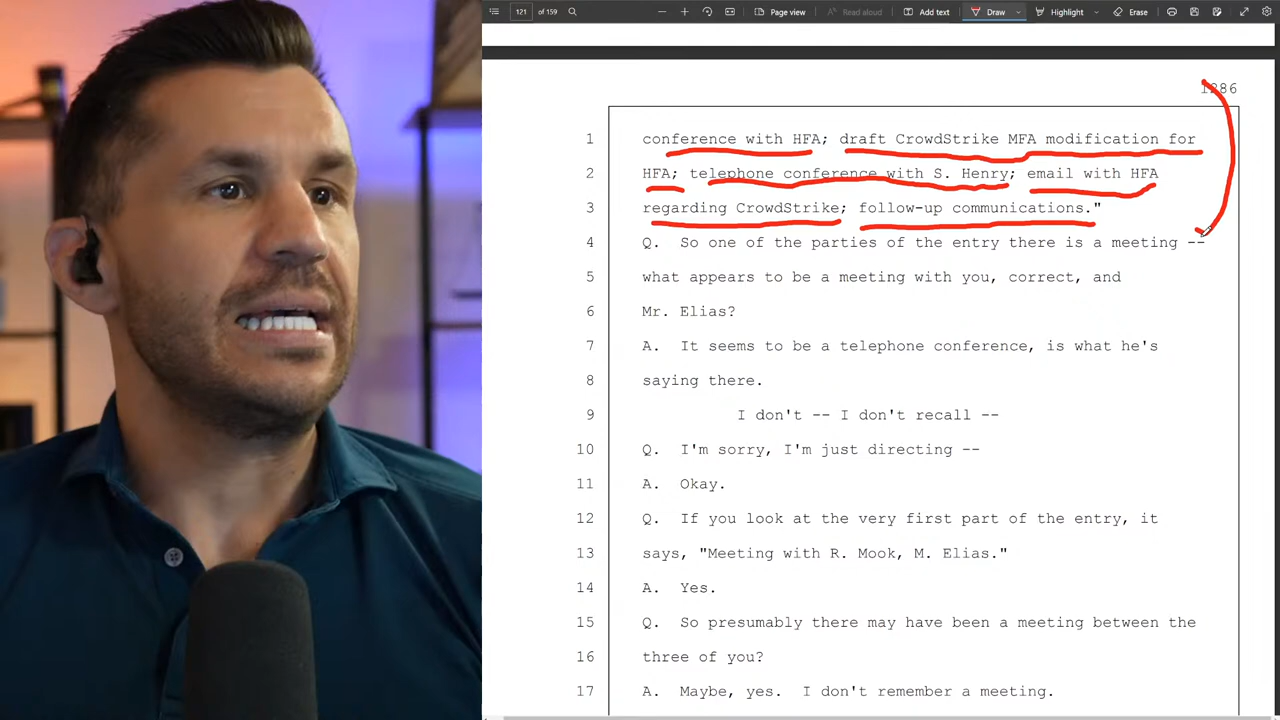 121 of 159 Page view Read aloud Add text Draw Highlight Erase
1286
1 conference with HFA; draft CrowdStrike MFA modification for
2 HFA; telephone conference with S. Henry; email with HFA
3 regarding CrowdStrike; follow-up communications."
4 Q. So one of the parties of the entry there is a meeting --
5 what appears to be a meeting with you, correct, and
6 Mr. Elias?
7 A. It seems to be a telephone conference, is what he's
8 saying there.
9 I don't -- I don't recall --
10 Q. I'm sorry, I'm just directing --
11 A. Okay.
12 Q. If you look at the very first part of the entry, it
13 says, "Meeting with R. Mook, M. Elias."
14 A. Yes.
15 Q. So presumably there may have been a meeting between the
16 three of you?
17 A. Maybe, yes. I don't remember a meeting.